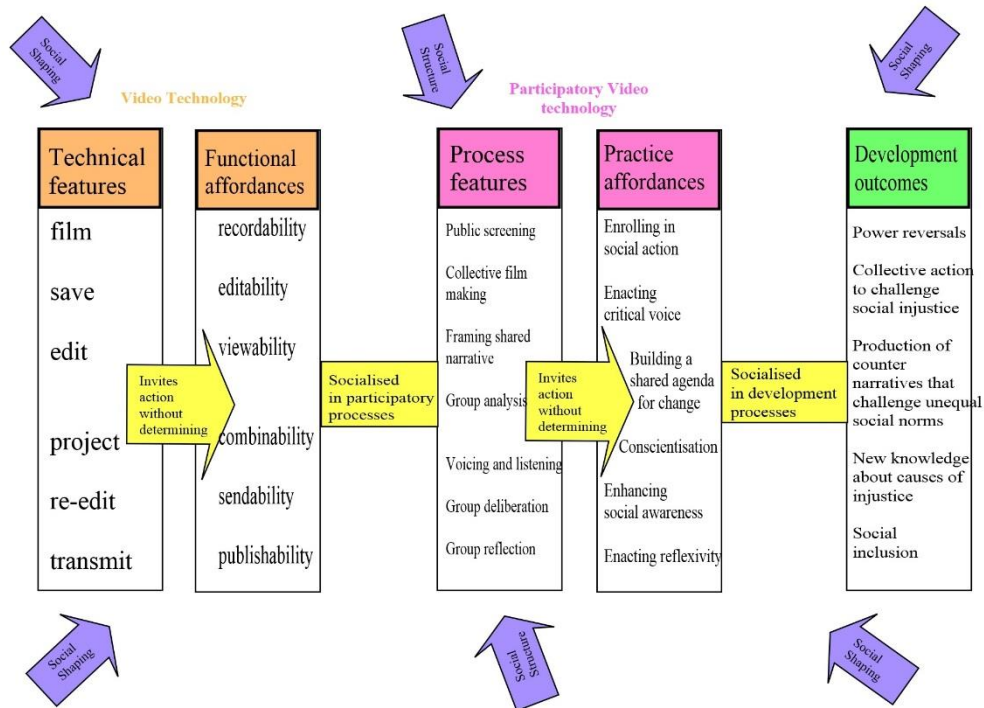 Social
Shaping
Social
Structure
Social
Shaping
Video Technology
Participatory Video
technology
Technical
features
film
save
edit
project
re-edit
transmit
Invites
action
without
determining
Functional
affordances
recordability
editability
viewability
combinability
sendability
publishability
Socialised
in participatory
processes
Process
features
Public screening
Collective film
making
Framing shared
narrative
Group analysis
Voicing and listening
Group deliberation
Group reflection
Invites
action
without
determining
Practice
affordances
Enrolling in
social action
Enacting
critical voice
Building a
shared agenda
for change
Conscientisation
Enhancing
social awareness
Enacting reflexivity
Socialised
in development
processes
Development
outcomes
Power reversals
Collective action
to challenge
social injustice
Production of
counter
narratives that
challenge unequal
social norms
New knowledge
about causes of
injustice
Social
inclusion
Social
Shaping
Social
Structure
Social
Shaping